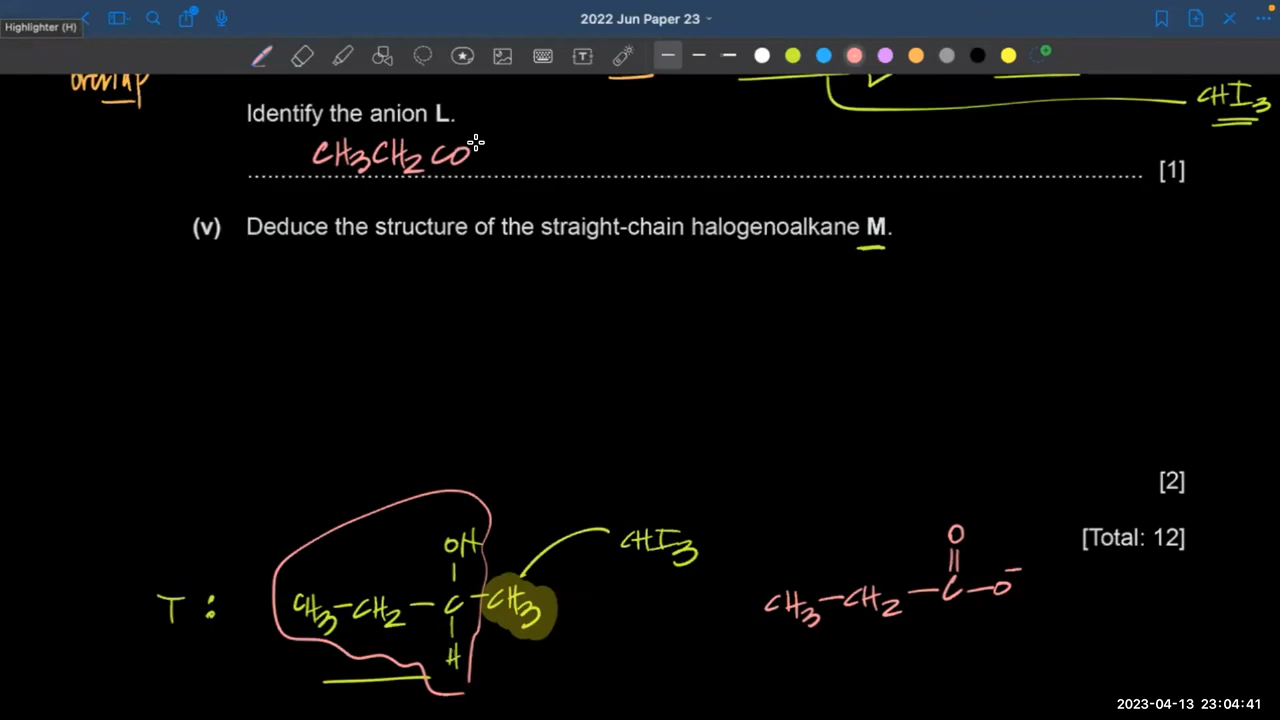 2022 Jun Paper 23
Highlighter (H)
overlap
CHI3
Identify the anion L.
CH3CH2CO
[1]
(v) Deduce the structure of the straight-chain halogenoalkane M.
[2]
[Total: 12]
OH
CHI3
O
T : CH3-CH2-C-CH3
CH3-CH2-C-O-
H
2023-04-13 23:04:41